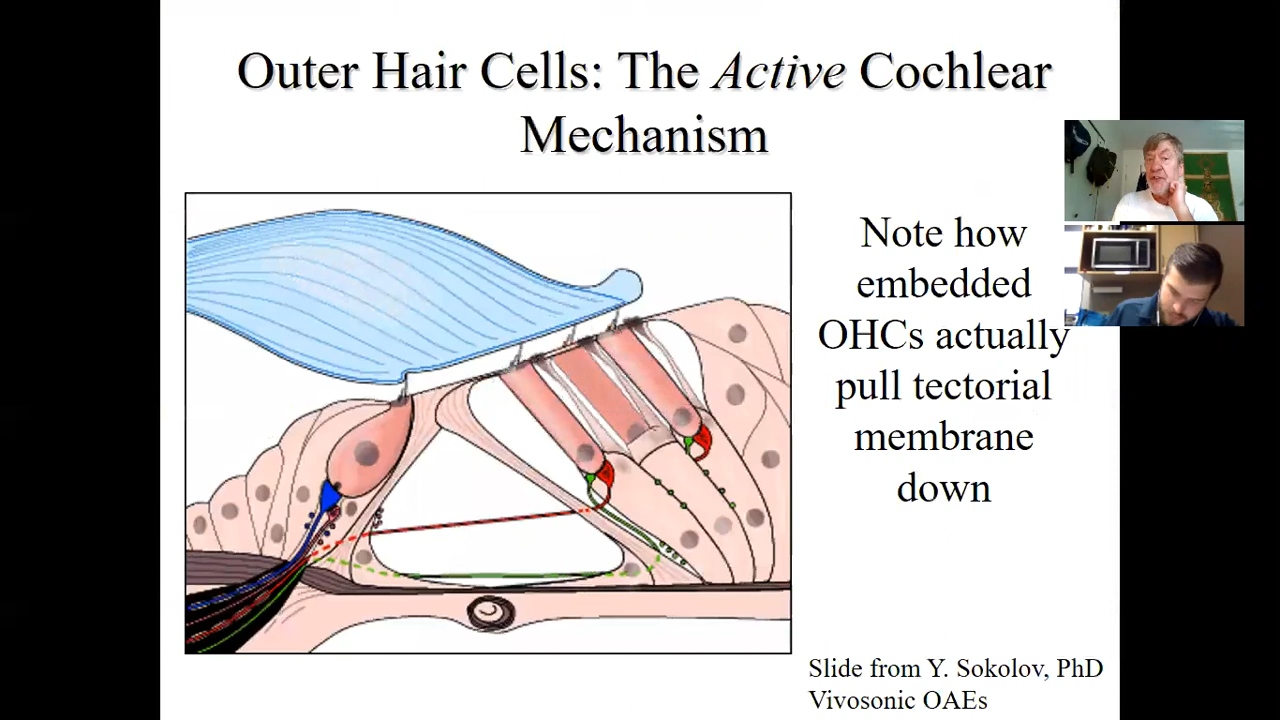 Outer Hair Cells: The Active Cochlear
Mechanism
Note how
embedded
OHCs actually
pull tectorial
membrane
down
Slide from Y. Sokolov, PhD
Vivosonic OAEs